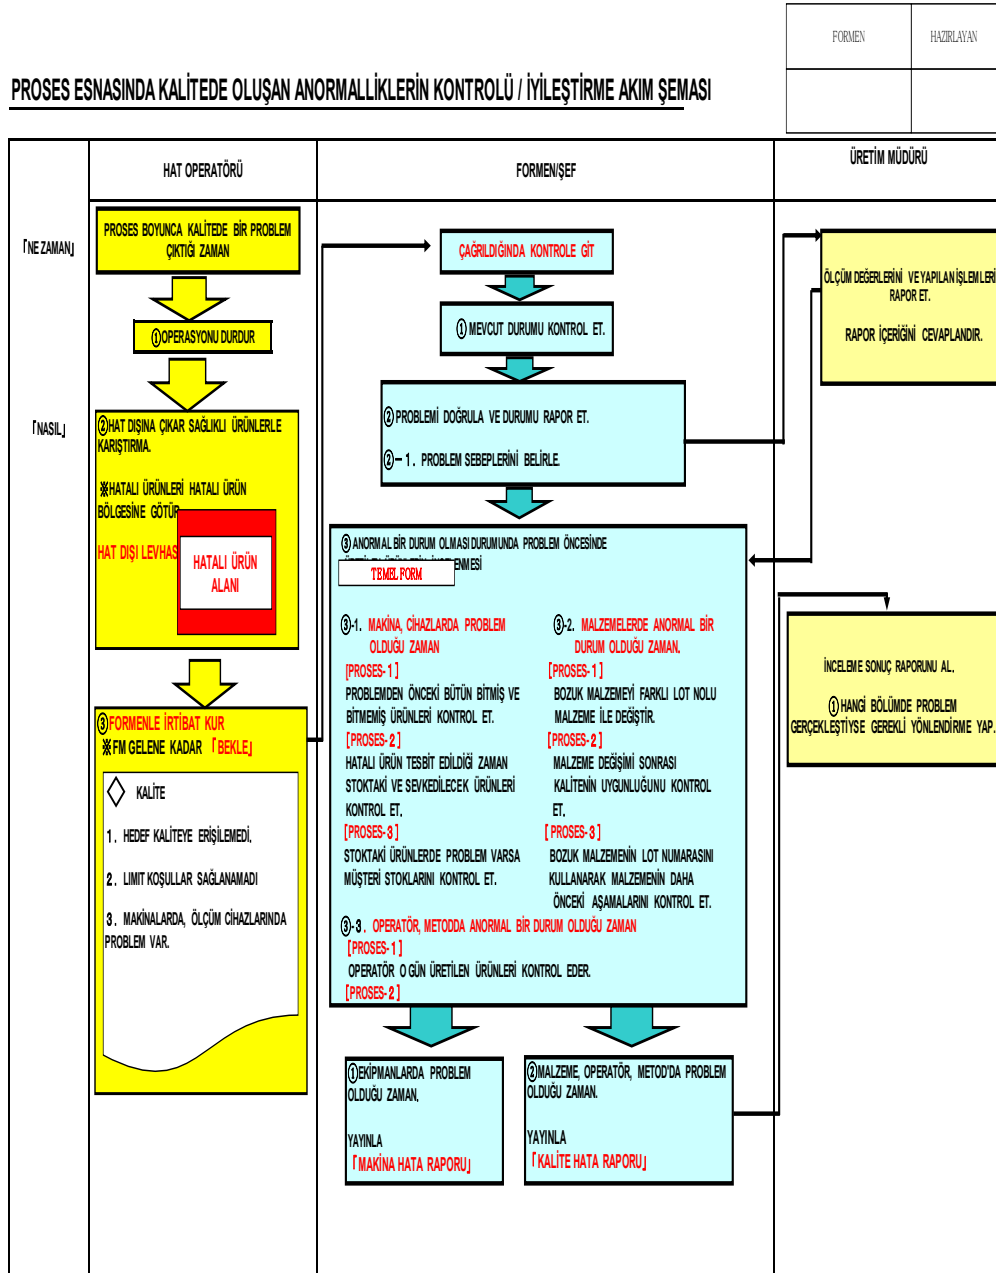 FORMEN
HAZIRLAYAN
PROSES ESNASINDA KALİTEDE OLUŞAN ANORMALLİKLERİN KONTROLÜ / İYİLEŞTİRME AKIM ŞEMASI
HAT OPERATÖRÜ
FORMEN/ŞEF
ÜRETİM MÜDÜRÜ
「NE ZAMAN」
「NASIL」
PROSES BOYUNCA KALİTEDE BİR PROBLEM
ÇIKTIĞI ZAMAN
①OPERASYONU DURDUR
②HAT DIŞINA ÇIKAR SAĞLIKLI ÜRÜNLERLE
KARIŞTIRMA.
※HATALI ÜRÜNLERİ HATALI ÜRÜN
BÖLGESİNE GÖTÜR
HAT DIŞI LEVHAS
HATALI ÜRÜN
ALANI
③FORMENLE IRTİBAT KUR
※FM GELENE KADAR「BEKLE」
◇ KALİTE
1. HEDEF KALİTEYE ERİŞİLEMEDİ.
2. LIMIT KOŞULLAR SAĞLANAMADI
3. MAKİNALARDA, ÖLÇÜM CİHAZLARINDA
PROBLEM VAR.
ÇAĞRILDIĞINDA KONTROLE GİT
①MEVCUT DURUMU KONTROL ET.
②PROBLEMİ DOĞRULA VE DURUMU RAPOR ET.
②－1. PROBLEM SEBEPLERİNİ BELİRLE.
③ANORMAL BİR DURUM OLMASI DURUMUNDA PROBLEM ÖNCESİNDE
TEMEL FORM
③-1. MAKİNA, CİHAZLARDA PROBLEM
OLDUĞU ZAMAN
[PROSES-1]
PROBLEMDEN ÖNCEKİ BÜTÜN BİTMİŞ VE
BİTMEMİŞ ÜRÜNLERİ KONTROL ET.
[PROSES-2]
HATALI ÜRÜN TESBİT EDİLDİĞİ ZAMAN
STOKTAKİ VE SEVKEDİLECEK ÜRÜNLERİ
KONTROL ET.
[PROSES-3]
STOKTAKİ ÜRÜNLERDE PROBLEM VARSA
MÜŞTERİ STOKLARINI KONTROL ET.
③-2. MALZEMELERDE ANORMAL BİR
DURUM OLDUĞU ZAMAN.
[PROSES-1]
BOZUK MALZEMEYİ FARKLI LOT NOLU
MALZEME İLE DEĞİŞTİR.
[PROSES-2]
MALZEME DEĞİŞİMİ SONRASI
KALİTENİN UYGUNLUĞUNU KONTROL
ET.
[PROSES-3]
BOZUK MALZEMENİN LOT NUMARASINI
KULLANARAK MALZEMENİN DAHA
ÖNCEKİ AŞAMALARINI KONTROL ET.
③-3. OPERATÖR, METODDA ANORMAL BİR DURUM OLDUĞU ZAMAN
[PROSES-1]
OPERATÖR O GÜN ÜRETİLEN ÜRÜNLERİ KONTROL EDER.
[PROSES-2]
①EKİPMANLARDA PROBLEM
OLDUĞU ZAMAN.
YAYINLA
「MAKİNA HATA RAPORU」
②MALZEME, OPERATÖR, METOD'DA PROBLEM
OLDUĞU ZAMAN.
YAYINLA
「KALİTE HATA RAPORU」
ÖLÇÜM DEĞERLERİNİ VE YAPILAN İŞLEMLERİ
RAPOR ET.
RAPOR İÇERİĞİNİ CEVAPLANDIR.
İNCELEME SONUÇ RAPORUNU AL.
①HANGİ BÖLÜMDE PROBLEM
GERÇEKLEŞTİYSE GEREKLİ YÖNLENDİRME YAP.